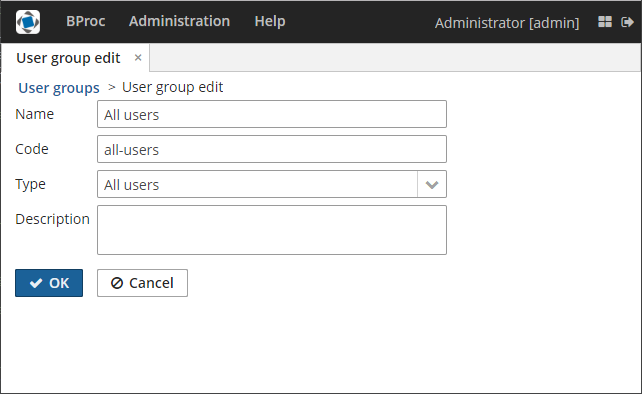 BProc Administration Help Administrator [admin]
User group edit ×
User groups > User group edit
Name All users
Code all-users
Type All users
Description
OK Cancel